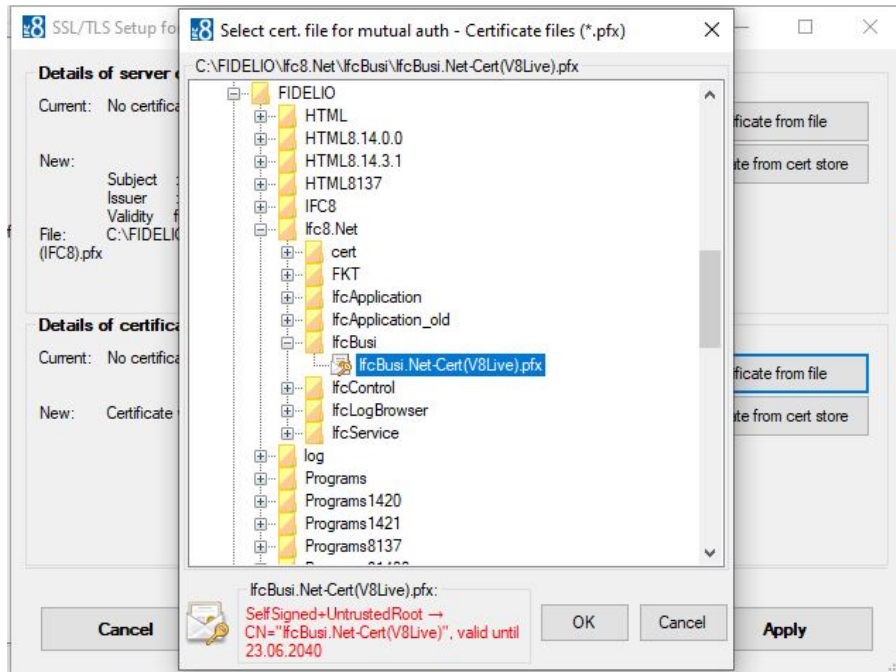 SSL/TLS Setup fo
Select cert. file for mutual auth - Certificate files (*.pfx)
Details of server
Current: No certifica
New:
Subject :
Issuer :
Validity f
File: C:\FIDELIO
(IFC8).pfx
ficate from file
te from cert store
Details of certifica
Current: No certifica
New: Certificate
ficate from file
te from cert store
Cancel
Apply
C:\FIDELIO\Ifc8.Net\IfcBusi\IfcBusi.Net-Cert(V8Live).pfx
FIDELIO
HTML
HTML8.14.0.0
HTML8.14.3.1
HTML8137
IFC8
Ifc8.Net
cert
FKT
IfcApplication
IfcApplication_old
IfcBusi
IfcBusi.Net-Cert(V8Live).pfx
IfcControl
IfcLogBrowser
IfcService
log
Programs
Programs1420
Programs1421
Programs8137
IfcBusi.Net-Cert(V8Live).pfx:
SelfSigned+UntrustedRoot →
CN="IfcBusi.Net-Cert(V8Live)", valid until
23.06.2040
OK
Cancel